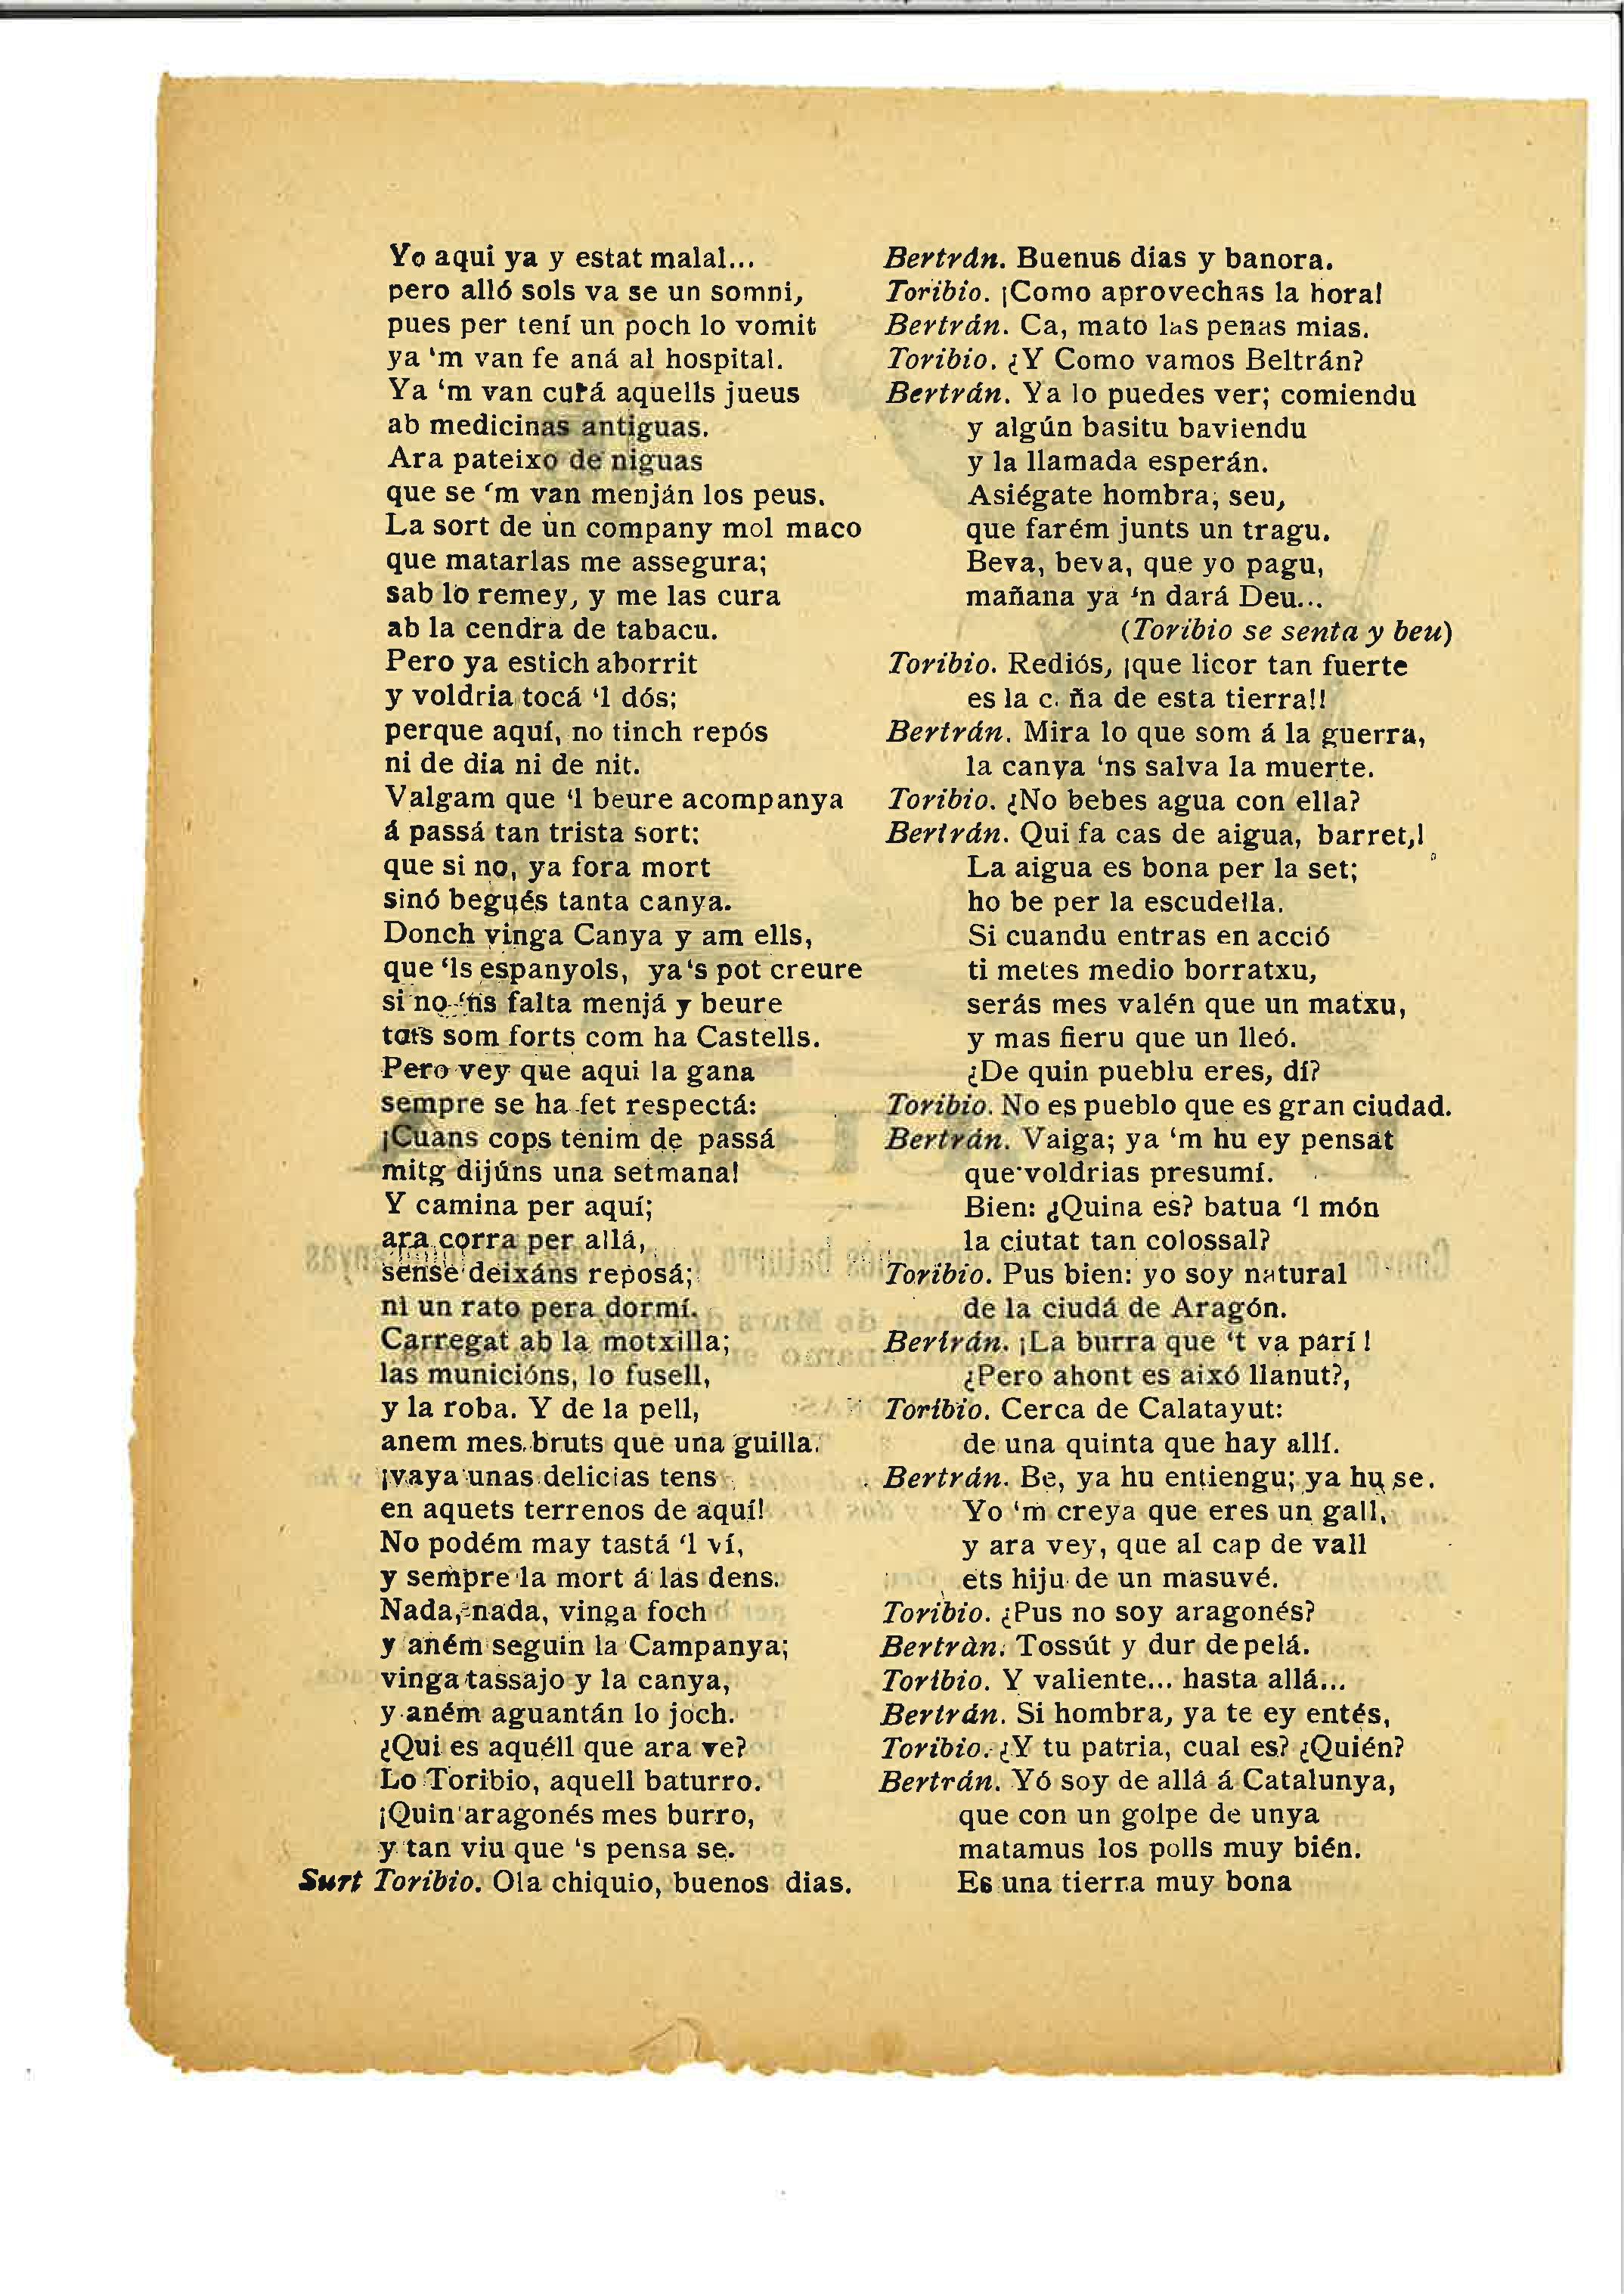 Yo aqui ya y estat malal...
pero alló sols va se un somni,
pues per tení un poch lo vomit
ya ‘m van fe aná al hospital.
Ya ‘m van curá aquells jueus
ab medicinas antiguas.
Ara pateixo de niguas
que se ‘m van menján los peus.
La sort de un company mol maco
que matarlas me assegura;
sab lo remey, y me las cura
ab la cendra de tabacu.
Pero ya estich aborrit
y voldria tocá ‘l dós;
perque aquí, no tinch repós
ni de dia ni de nit.
Valgam que ‘l beure acompanya
á passá tan trista sort:
que si no, ya fora mort
sinó begués tanta canya.
Donch vinga Canya y am ells,
que ‘ls espanyols, ya‘s pot creure
si no ‘ns falta menjá y beure
tots som forts com ha Castells.
Pero vey que aqui la gana
sempre se ha fet respectá:
¡Cuans cops tenim de passá
mitg dijúns una setmana!
Y camina per aquí;
ara corra per allá,
sense deixáns reposá;
ni un rato pera dormí.
Carregat ab la motxilla;
las municións, lo fusell,
y la roba. Y de la pell,
anem mes bruts que una guilla.
¡vaya unas delicias tens
en aquets terrenos de aquí!
No podém may tastá ‘l ví,
y sempre la mort á las dens.
Nada, nada, vinga foch
y aném seguin la Campanya;
vinga tassajo y la canya,
y aném aguantán lo joch.
¿Qui es aquéll que ara ve?
Lo Toribio, aquell baturro.
¡Quin aragonés mes burro,
y tan viu que ‘s pensa se.
Surt Toribio. Ola chiquio, buenos dias.
Bertrán. Buenus dias y banora.
Toribio. ¡Como aprovechas la hora!
Bertrán. Ca, mato las penas mias.
Toribio. ¿Y Como vamos Beltrán?
Bertrán. Ya lo puedes ver; comiendu
y algún basitu baviendu
y la llamada esperán.
Asiégate hombra, seu,
que farém junts un tragu.
Beva, beva, que yo pagu,
mañana ya ‘n dará Deu...
(Toribio se senta y beu)
Toribio. Rediós, ¡que licor tan fuerte
es la c. ña de esta tierra!!
Bertrán. Mira lo que som á la guerra,
la canya ‘ns salva la muerte.
Toribio. ¿No bebes agua con ella?
Bertrán. Qui fa cas de aigua, barret,!
La aigua es bona per la set;
ho be per la escudella.
Si cuandu entras en acció
ti metes medio borratxu,
serás mes valén que un matxu,
y mas fieru que un lleó.
¿De quin pueblu eres, dí?
Toribio. No es pueblo que es gran ciudad.
Bertrán. Vaiga; ya ‘m hu ey pensat
que voldrias presumí.
Bien: ¿Quina es? batua ‘l món
la ciutat tan colossal?
Toribio. Pus bien: yo soy natural
de la ciudá de Aragón.
Bertrán. ¡La burra que ‘t va parí!
¿Pero ahont es aixó llanut?,
Toribio. Cerca de Calatayut:
de una quinta que hay allí.
Bertrán. Be, ya hu entiengu; ya hu se.
Yo ‘m creya que eres un gall,
y ara vey, que al cap de vall
ets hiju de un masuvé.
Toribio. ¿Pus no soy aragonés?
Bertràn. Tossút y dur de pelá.
Toribio. Y valiente... hasta allá...
Bertrán. Si hombra, ya te ey entés,
Toribio. ¿Y tu patria, cual es? ¿Quién?
Bertrán. Yó soy de allá á Catalunya,
que con un golpe de unya
matamus los polls muy bién.
Es una tierra muy bona